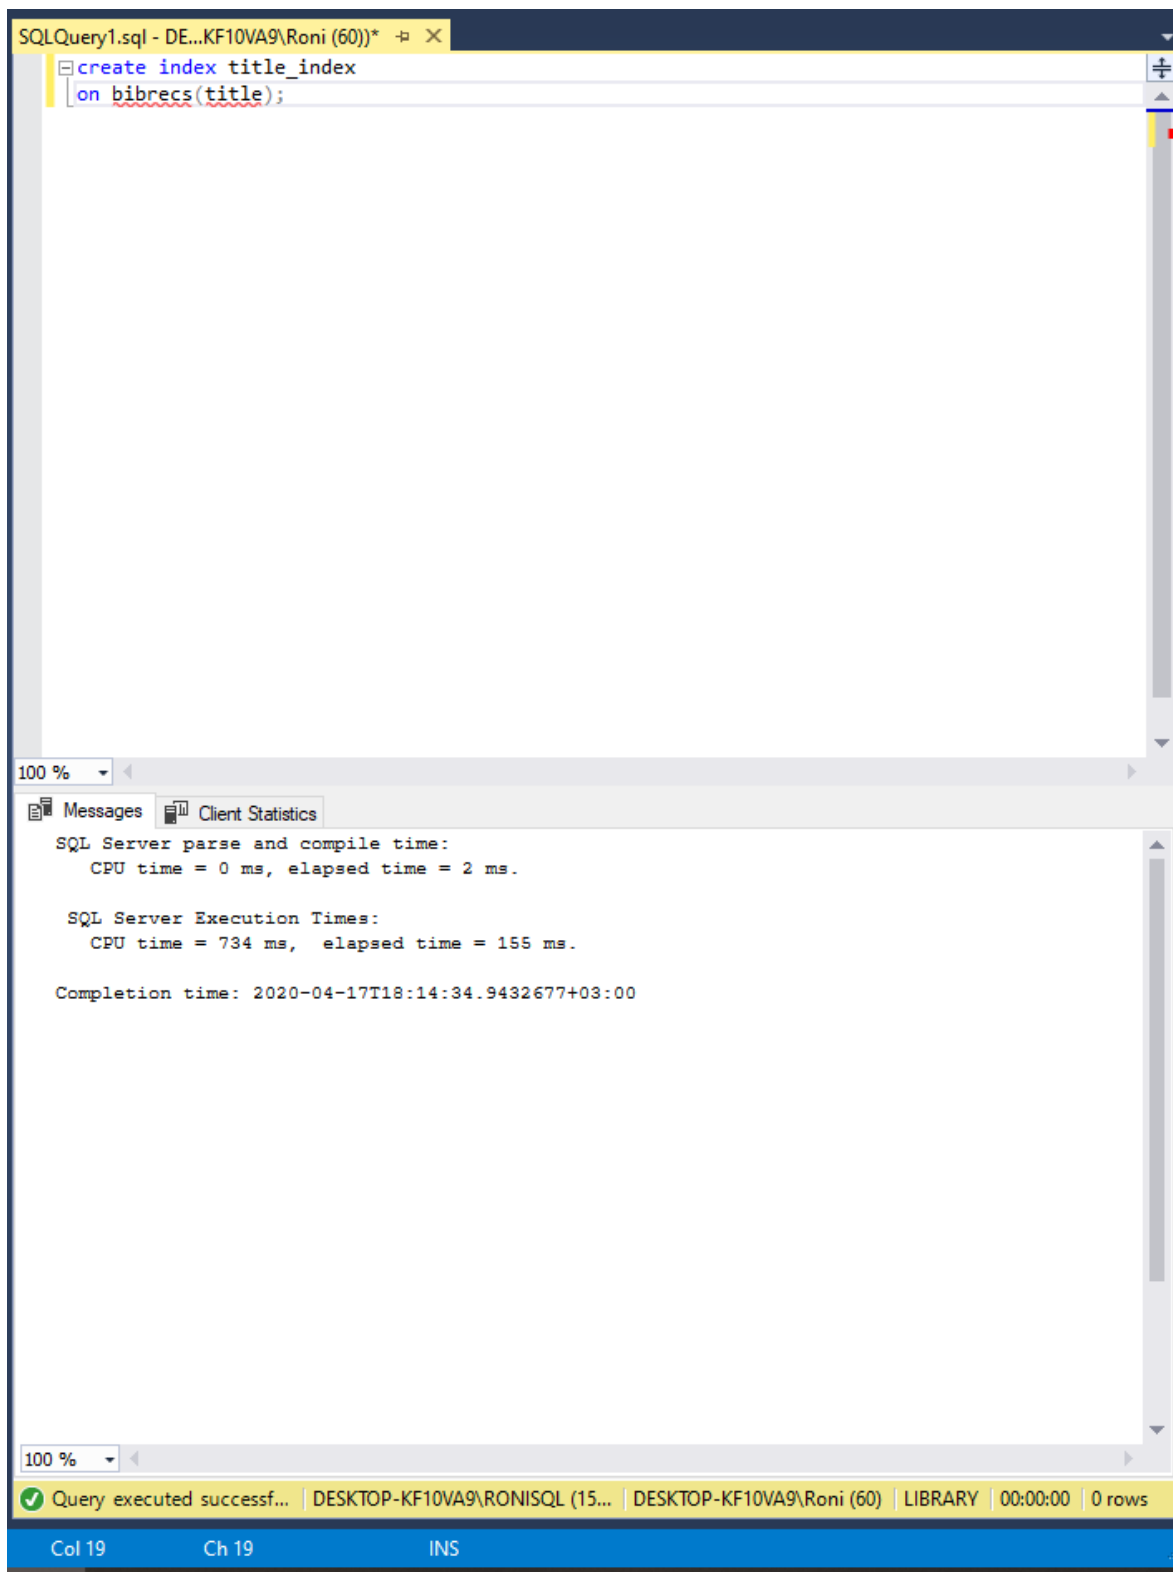 SQLQuery1.sql - DE...KF10VA9\Roni (60))*
create index title_index
on bibrecs(title);
100 %
Messages Client Statistics
SQL Server parse and compile time:
CPU time = 0 ms, elapsed time = 2 ms.
SQL Server Execution Times:
CPU time = 734 ms, elapsed time = 155 ms.
Completion time: 2020-04-17T18:14:34.9432677+03:00
100 %
Query executed successf... DESKTOP-KF10VA9\RONISQL (15... DESKTOP-KF10VA9\Roni (60) LIBRARY 00:00:00 0 rows
Col 19 Ch 19 INS